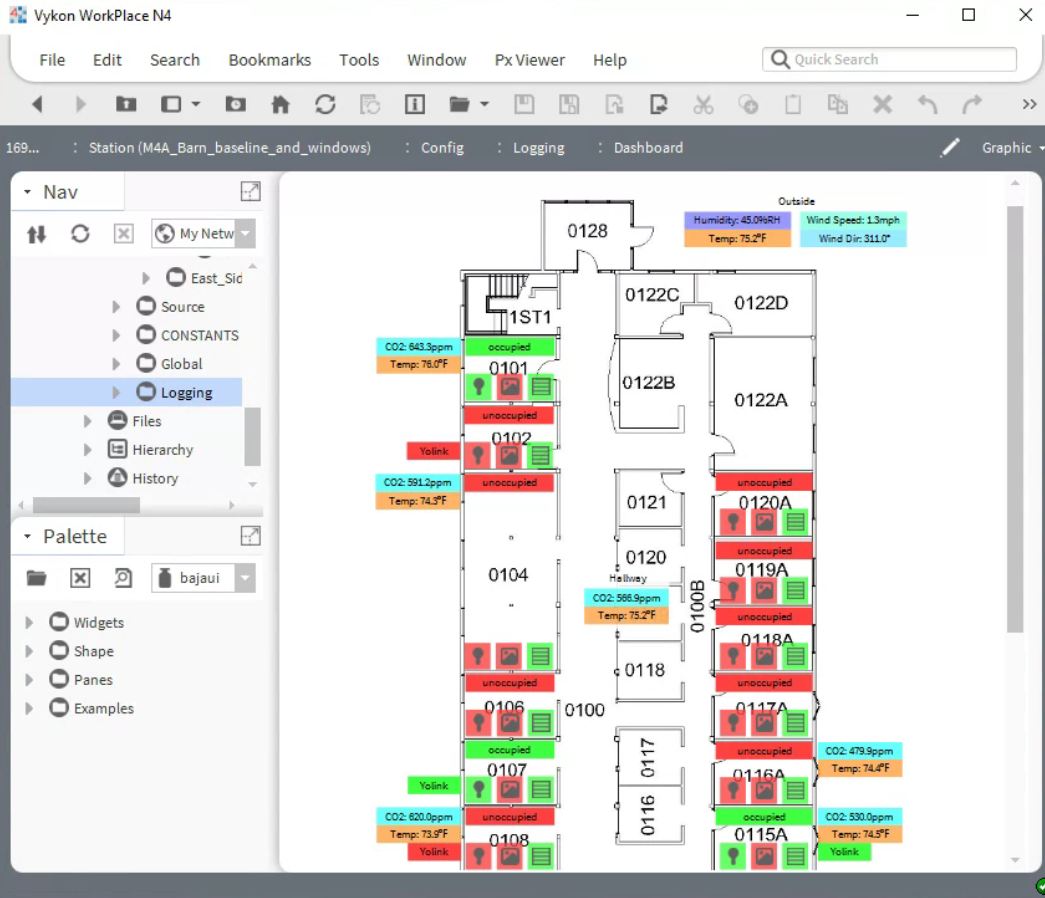 Vykon WorkPlace N4
File Edit Search Bookmarks Tools Window Px Viewer Help
Quick Search
169... : Station (M4A_Barn_baseline_and_windows) : Config : Logging : Dashboard
Graphic
Nav
My Netw
East_Sid
Source
CONSTANTS
Global
Logging
Files
Hierarchy
History
Palette
bajaui
Widgets
Shape
Panes
Examples
Outside
Humidity: 45.0%RH Wind Speed: 1.3mph
Temp: 75.2°F Wind Dir: 311.0°
0128
0122C
0122D
1ST1
CO2: 643.3ppm occupied
Temp: 76.0°F
0101
0122B
0122A
unoccupied
0102
Yolink
CO2: 591.2ppm unoccupied
Temp: 74.3°F
unoccupied
0121
0120A
unoccupied
0120
0119A
0104
Hallway
CO2: 566.9ppm
Temp: 75.2°F
0100B
unoccupied
0118A
0118
unoccupied
unoccupied
0106
0100
0117A
occupied
0117
unoccupied CO2: 479.9ppm
Temp: 74.4°F
0107
0116A
Yolink
0116
CO2: 620.0ppm unoccupied
Temp: 73.9°F
0108
Yolink
occupied CO2: 530.0ppm
Temp: 74.5°F
0115A
Yolink